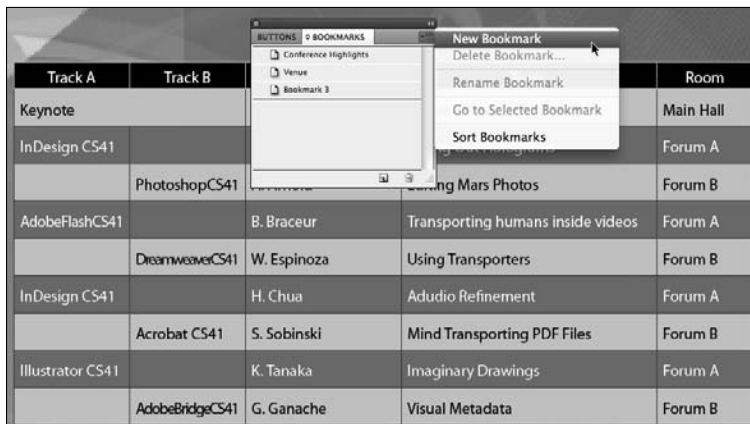 BUTTONS BOOKMARKS
Conference Highlights
Venue
Bookmark 3
New Bookmark
Delete Bookmark...
Rename Bookmark
Go to Selected Bookmark
Sort Bookmarks
Track A Track B Room
Keynote Main Hall
InDesign CS41 Forum A
PhotoshopCS41 Mars Photos Forum B
AdobeFlashCS41 B. Braceur Transporting humans inside videos Forum A
DreamweaverCS41 W. Espinoza Using Transporters Forum B
InDesign CS41 H. Chua Adudio Refinement Forum A
Acrobat CS41 S. Sobinski Mind Transporting PDF Files Forum B
Illustrator CS41 K. Tanaka Imaginary Drawings Forum A
AdobeBridgeCS41 G. Ganache Visual Metadata Forum B